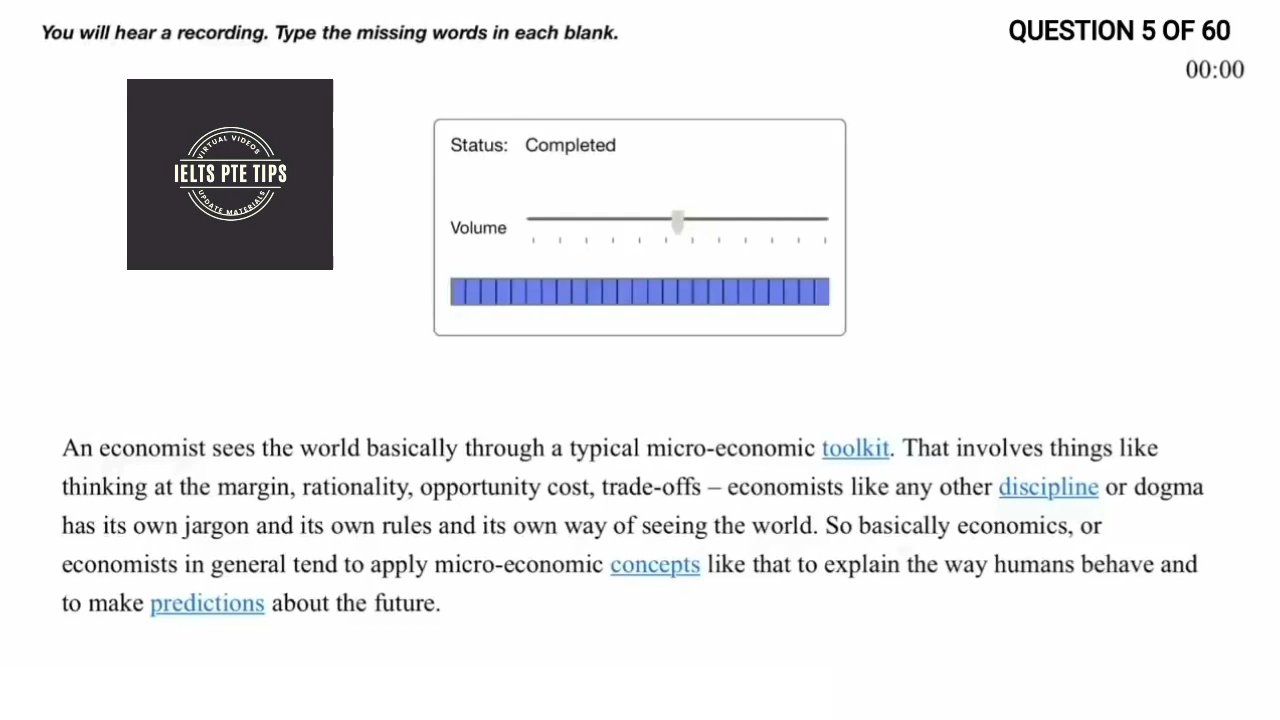 You will hear a recording. Type the missing words in each blank.
QUESTION 5 OF 60
00:00
VIRTUAL VIDEOS
IELTS PTE TIPS
UPDATE MATERIALS
Status: Completed
Volume
An economist sees the world basically through a typical micro-economic toolkit. That involves things like
thinking at the margin, rationality, opportunity cost, trade-offs – economists like any other discipline or dogma
has its own jargon and its own rules and its own way of seeing the world. So basically economics, or
economists in general tend to apply micro-economic concepts like that to explain the way humans behave and
to make predictions about the future.